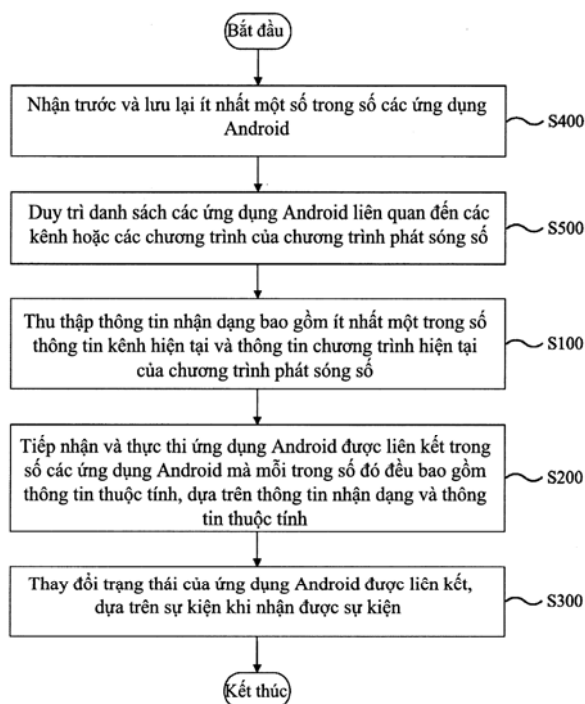 Bắt đầu
Nhận trước và lưu lại ít nhất một số trong số các ứng dụng
Android
S400
Duy trì danh sách các ứng dụng Android liên quan đến các
kênh hoặc các chương trình của chương trình phát sóng số
S500
Thu thập thông tin nhận dạng bao gồm ít nhất một trong số
thông tin kênh hiện tại và thông tin chương trình hiện tại
của chương trình phát sóng số
S100
Tiếp nhận và thực thi ứng dụng Android được liên kết trong
số các ứng dụng Android mà mỗi trong số đó đều bao gồm
thông tin thuộc tính, dựa trên thông tin nhận dạng và thông
tin thuộc tính
S200
Thay đổi trạng thái của ứng dụng Android được liên kết,
dựa trên sự kiện khi nhận được sự kiện
S300
Kết thúc